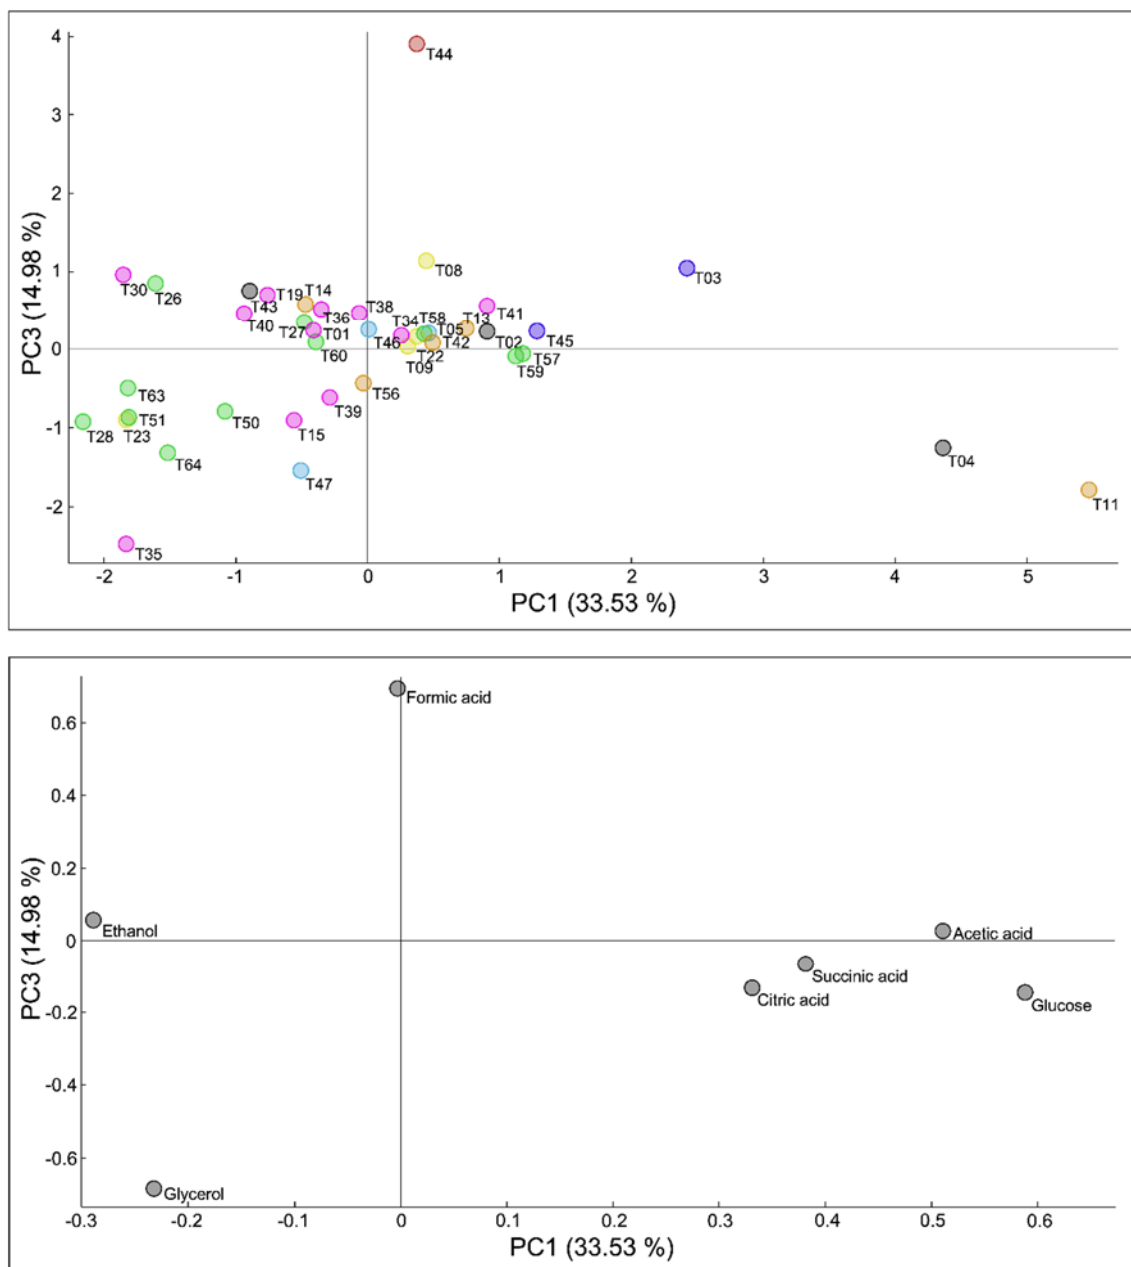 4
T44
3
2
PC3 (14.98 %)
T08
T03
1
T30
T26
T43
T19
T14
T40
T36
T38
T34
T58
T13
T41
T27
T01
T46
T05
T42
T02
T45
0
T60
T09
T22
T59
T57
T56
T63
T39
-1
T28
T23
T51
T50
T15
T64
T47
T04
-2
T11
T35
-2
-1
0
1
2
3
4
5
PC1 (33.53 %)
Formic acid
0.6
0.4
0.2
PC3 (14.98 %)
Ethanol
Acetic acid
0
Succinic acid
Citric acid
Glucose
-0.2
-0.4
-0.6
Glycerol
-0.3
-0.2
-0.1
0
0.1
0.2
0.3
0.4
0.5
0.6
PC1 (33.53 %)